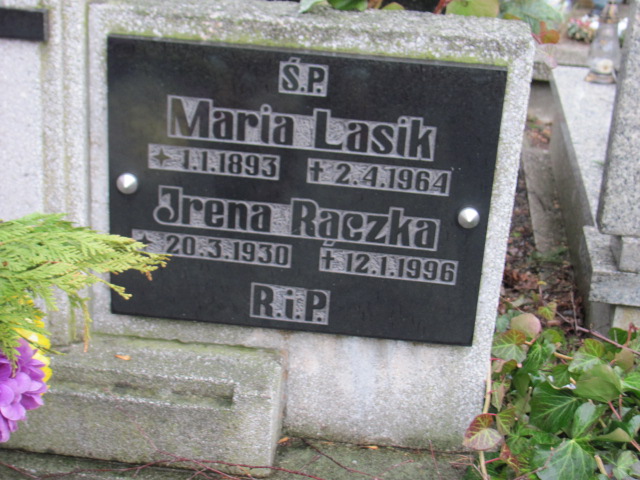 Ś.P.
Maria Lasik
✦ 1.1.1893 ✝ 2.4.1964
Irena Rączka
✦ 20.3.1930 ✝ 12.1.1996
R.i P.